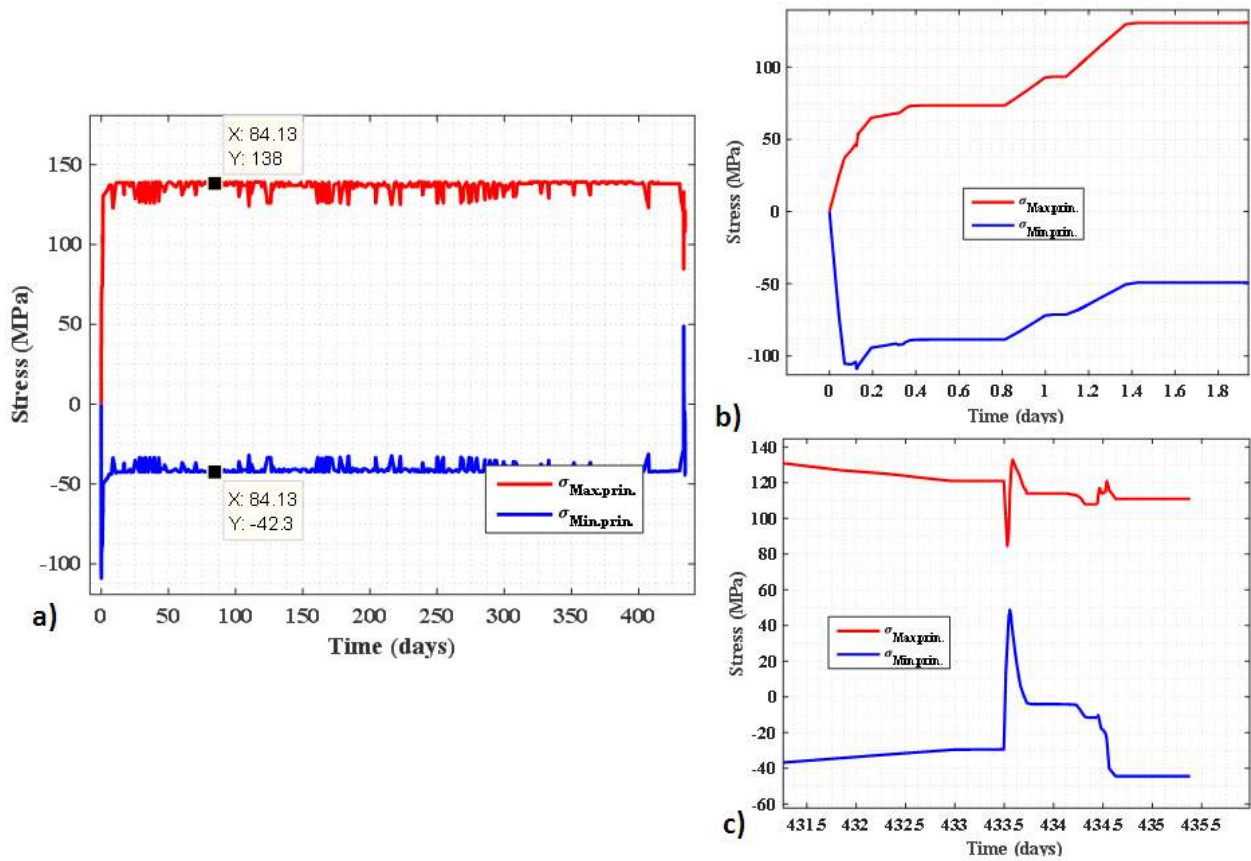 X: 84.13
Y: 138
150
100
50
0
-50
-100
Stress (MPa)
σMax.prin.
σMin.prin.
X: 84.13
Y: -42.3
0 50 100 150 200 250 300 350 400
Time (days)
a)
100
50
0
-50
-100
Stress (MPa)
σMax.prin.
σMin.prin.
0 0.2 0.4 0.6 0.8 1 1.2 1.4 1.6 1.8
Time (days)
b)
140
120
100
80
60
40
20
0
-20
-40
-60
Stress (MPa)
σMax.prin.
σMin.prin.
431.5 432 432.5 433 433.5 434 434.5 435 435.5
Time (days)
c)